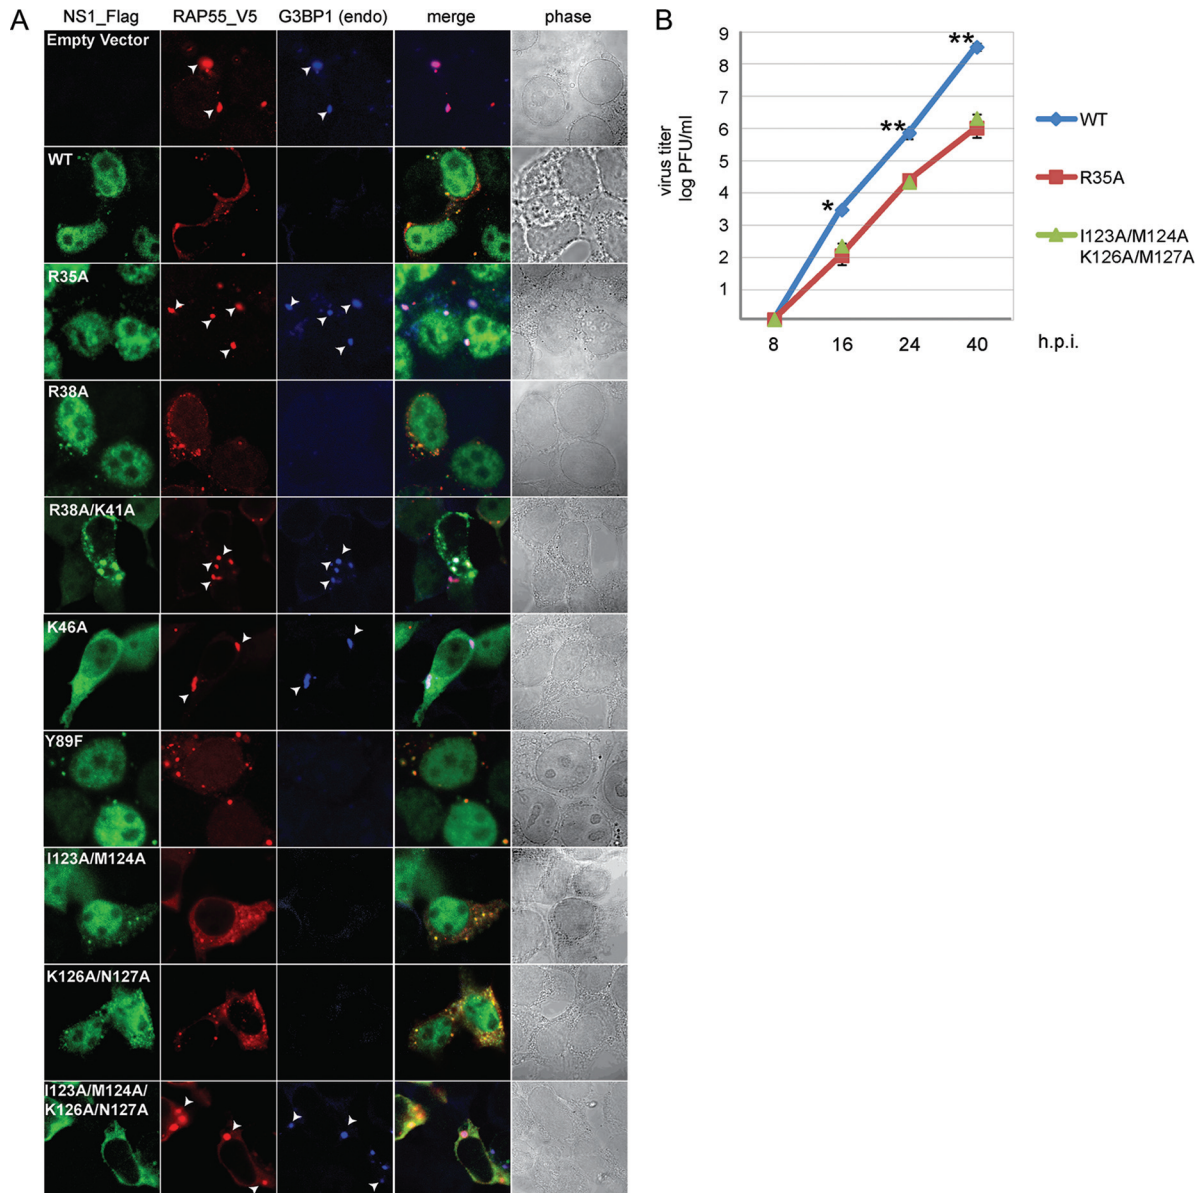 A
NS1_Flag RAP55_V5 G3BP1 (endo) merge phase
Empty Vector
WT
R35A
R38A
R38A/K41A
K46A
Y89F
I123A/M124A
K126A/N127A
I123A/M124A/
K126A/N127A
B
virus titer
log PFU/ml
9
8
7
6
5
4
3
2
1
*
**
**
8 16 24 40 h.p.i.
WT
R35A
I123A/M124A
K126A/M127A